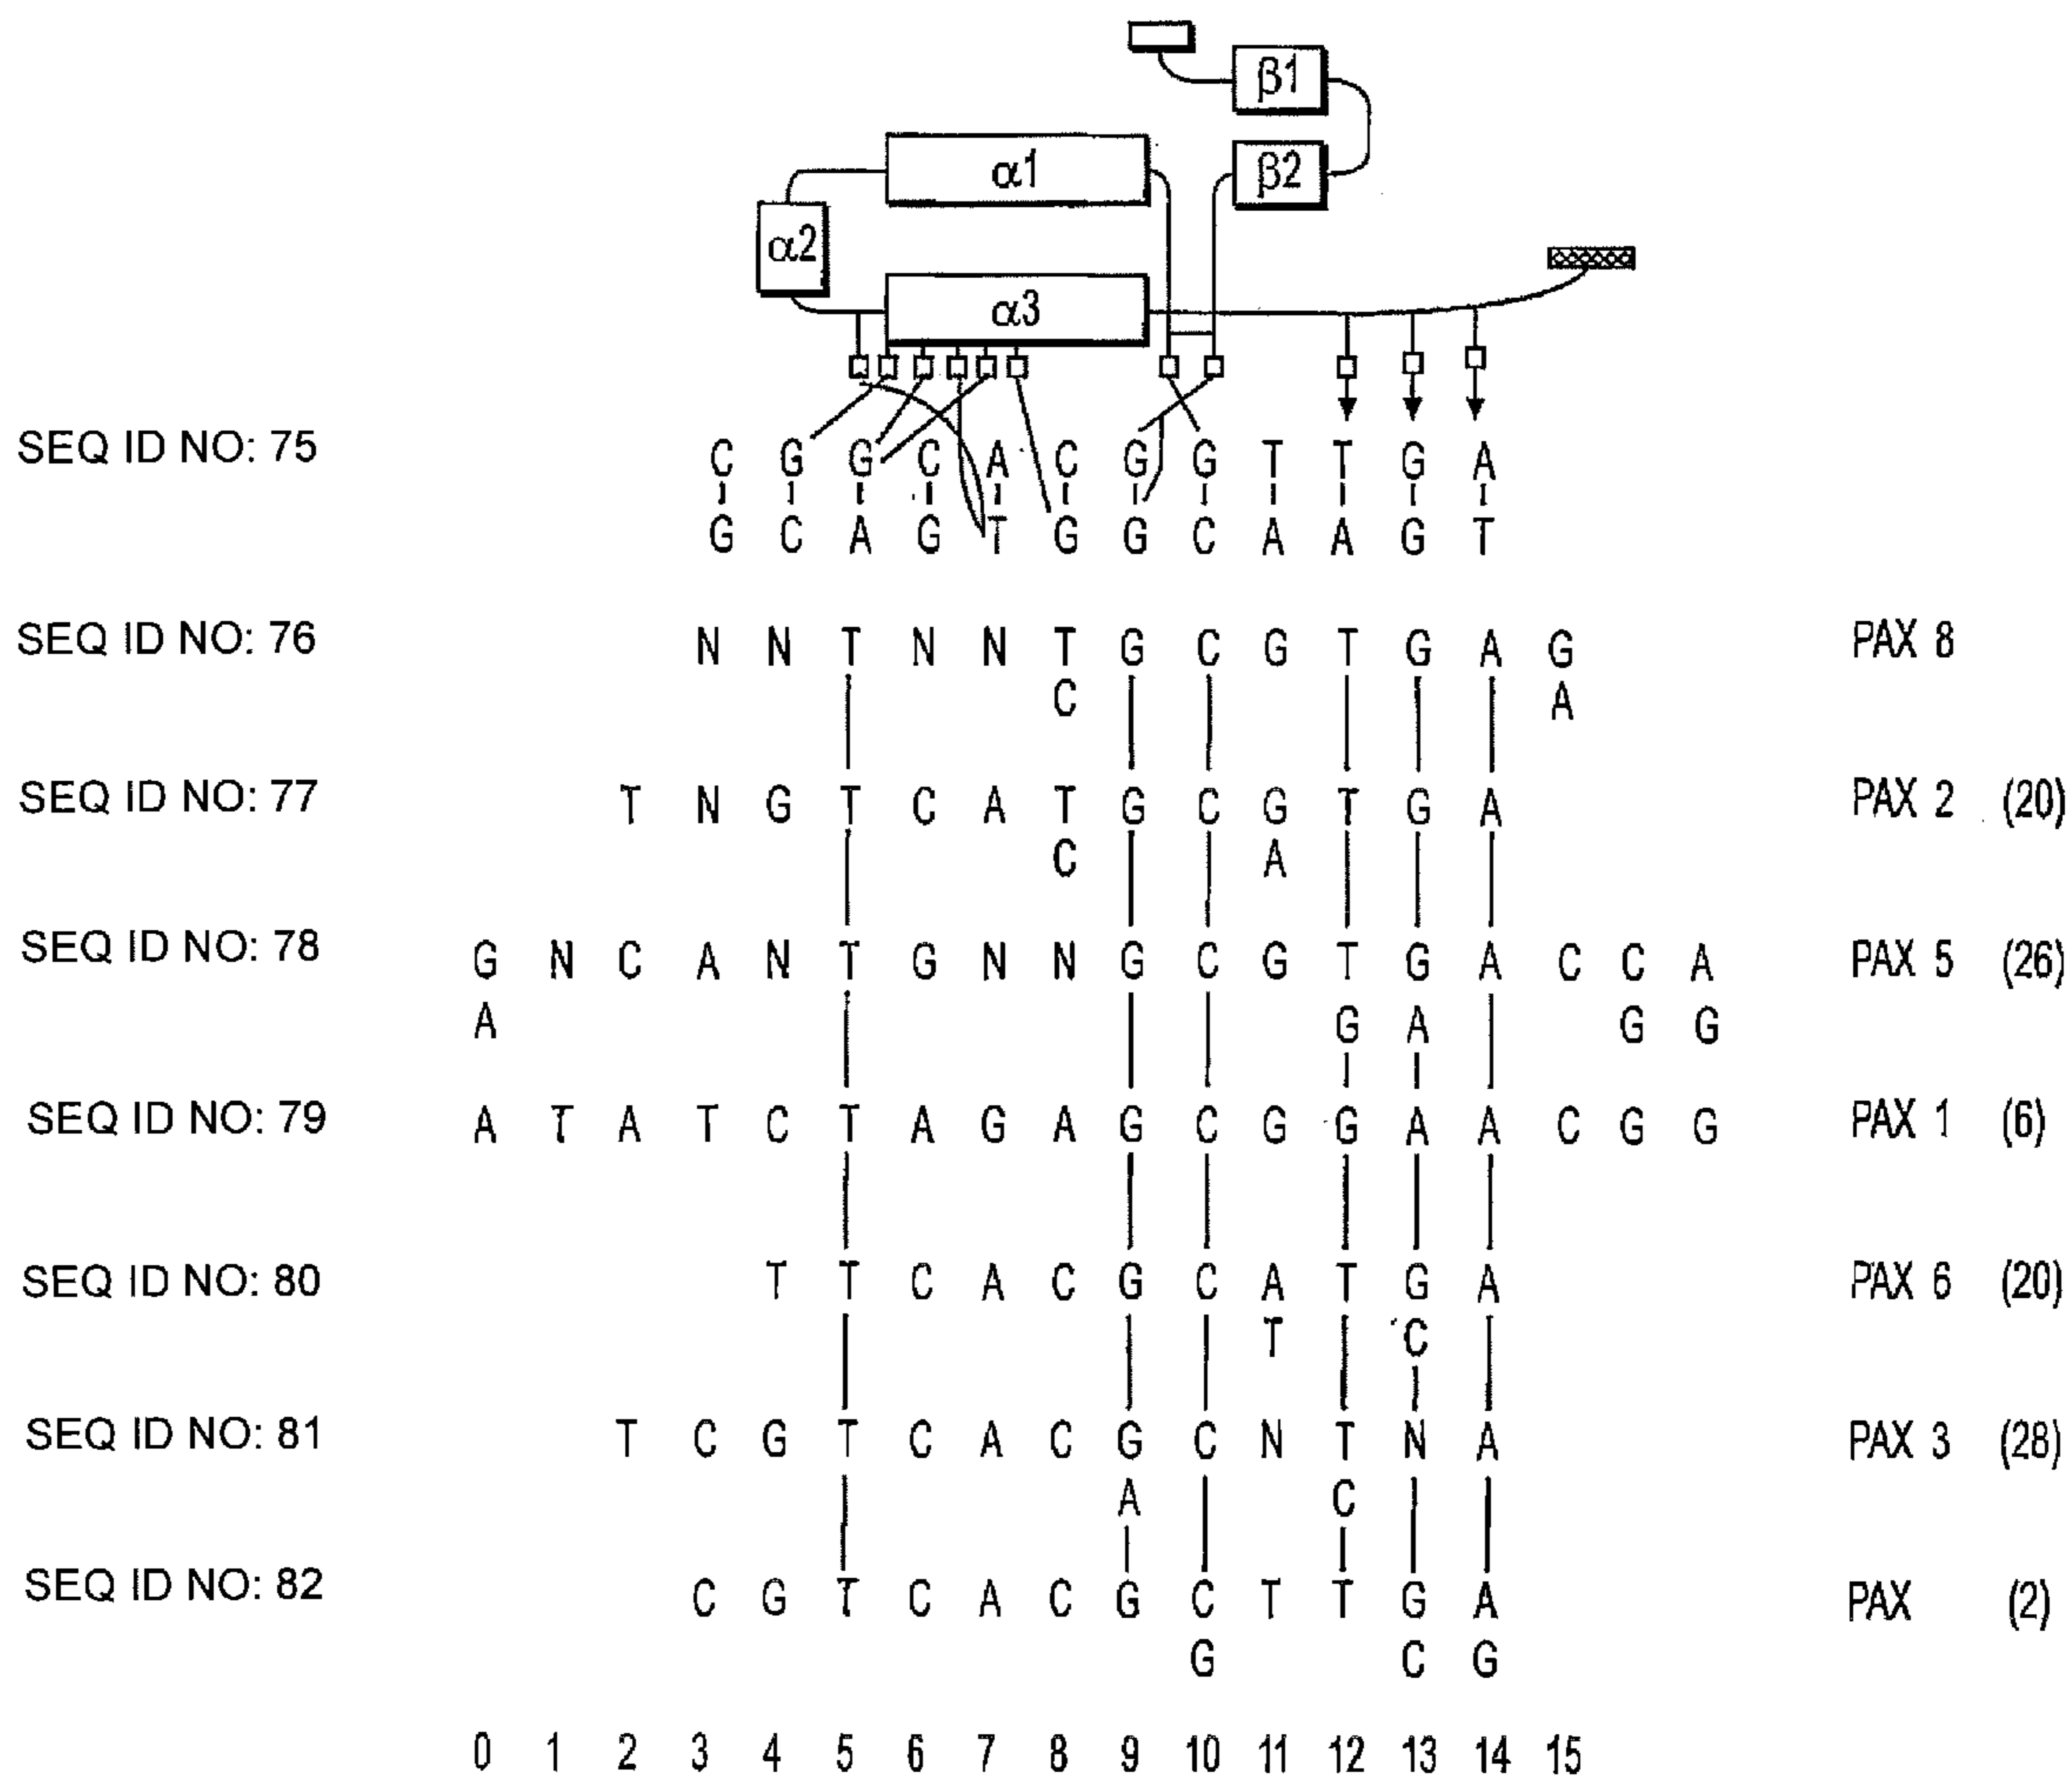 β1
α1
β2
α2
α3
SEQ ID NO: 75 C G G C A C G G T T G A
G C A G T G G C A A G T
SEQ ID NO: 76 N N T N N T G C G T G A G PAX 8
C A
SEQ ID NO: 77 T N G T C A T G C G T G A PAX 2 (20)
C A
SEQ ID NO: 78 G N C A N T G N N G C G T G A C C A PAX 5 (26)
A G A G G
SEQ ID NO: 79 A T A T C T A G A G C G G A A C G G PAX 1 (6)
SEQ ID NO: 80 T T C A C G C A T G A PAX 6 (20)
T C
SEQ ID NO: 81 T C G T C A C G C N T N A PAX 3 (28)
A C
SEQ ID NO: 82 C G T C A C G C T T G A PAX (2)
G C G
0 1 2 3 4 5 6 7 8 9 10 11 12 13 14 15